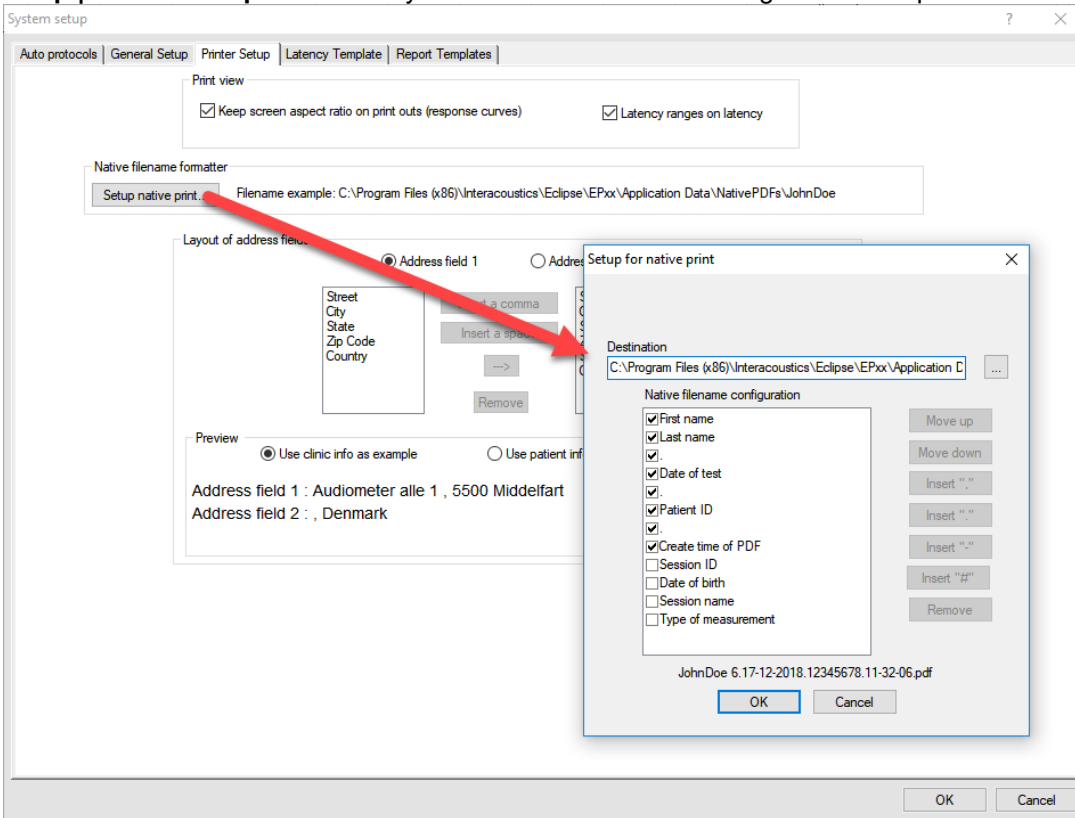 System setup ?
Auto protocols General Setup Printer Setup Latency Template Report Templates
Print view
Keep screen aspect ratio on print outs (response curves) Latency ranges on latency
Native filename formatter
Setup native print... Filename example: C:\Program Files (x86)\Interacoustics\Eclipse\EPxx\Application Data\NativePDFs\JohnDoe
Layout of address fields
Address field 1
Street
City
State
Zip Code
Country
a comma
Insert a
--->
Remove
Preview
Use clinic info as example Use patient
Address field 1 : Audiometer alle 1 , 5500 Middelfart
Address field 2 : , Denmark
Setup for native print
Destination
C:\Program Files (x86)\Interacoustics\Eclipse\EPxx\Application D ...
Native filename configuration
First name
Last name
.
Date of test
.
Patient ID
.
Create time of PDF
Session ID
Date of birth
Session name
Type of measurement
Move up
Move down
Insert ","
Insert "."
Insert "-"
Insert "#"
Remove
JohnDoe 6.17-12-2018.12345678.11-32-06.pdf
OK Cancel
OK Cancel